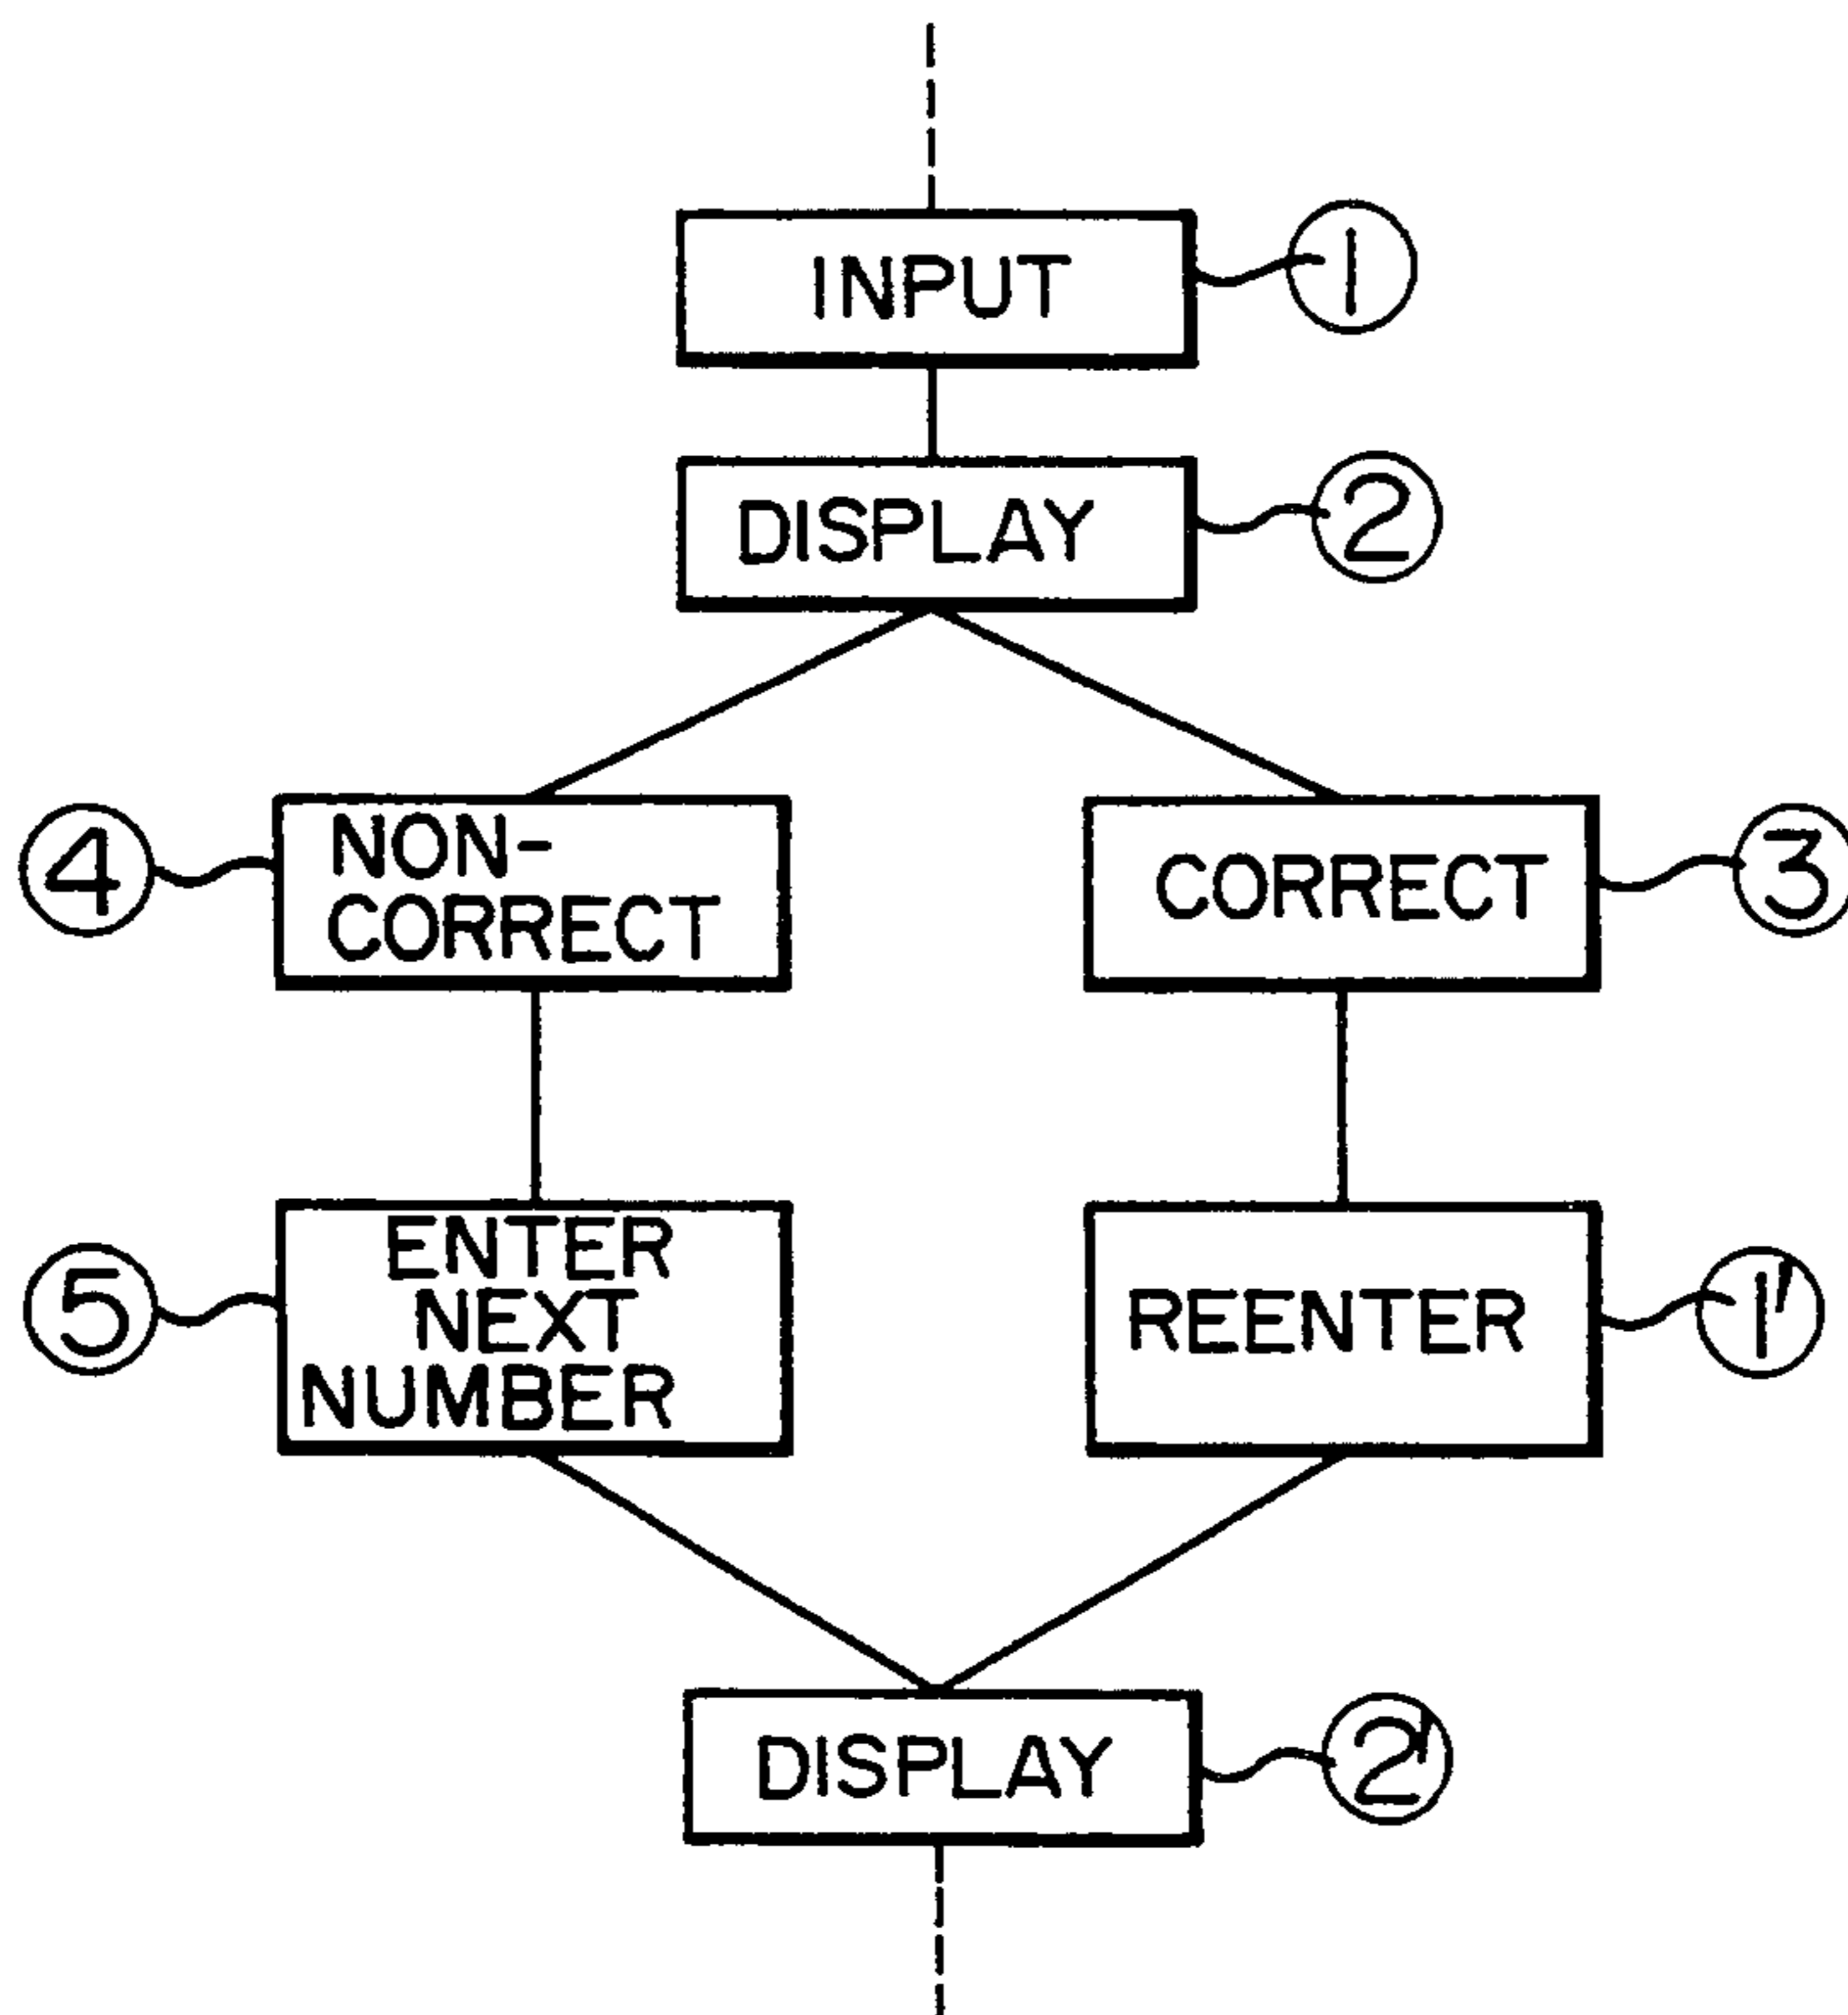 INPUT
1
DISPLAY
2
4
NON-
CORRECT
CORRECT
3
5
ENTER
NEXT
NUMBER
REENTER
1'
DISPLAY
2'